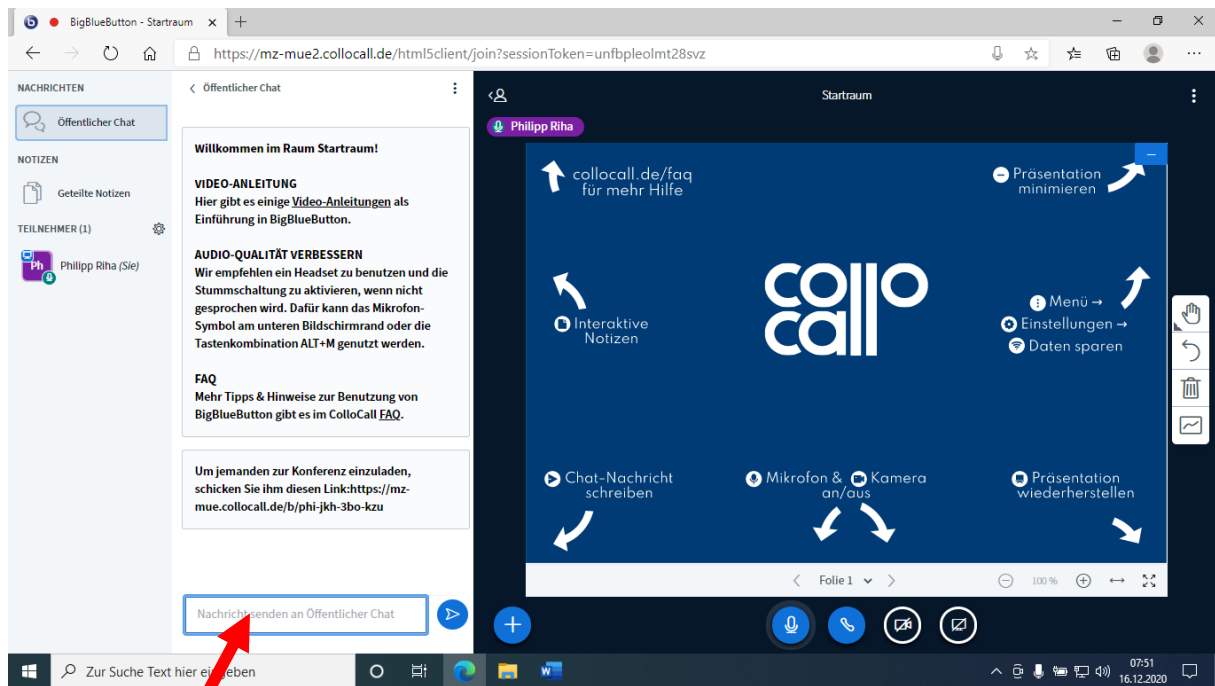 BigBlueButton - Startraum
https://mz-mue2.collocall.de/html5client/join?sessionToken=unfbpleolmt28svz
NACHRICHTEN
Öffentlicher Chat
NOTIZEN
Geteilte Notizen
TEILNEHMER (1)
Ph
Philipp Riha (Sie)
Öffentlicher Chat
Willkommen im Raum Startraum!
VIDEO-ANLEITUNG
Hier gibt es einige Video-Anleitungen als
Einführung in BigBlueButton.
AUDIO-QUALITÄT VERBESSERN
Wir empfehlen ein Headset zu benutzen und die
Stummschaltung zu aktivieren, wenn nicht
gesprochen wird. Dafür kann das Mikrofon-
Symbol am unteren Bildschirmrand oder die
Tastenkombination ALT+M genutzt werden.
FAQ
Mehr Tipps & Hinweise zur Benutzung von
BigBlueButton gibt es im ColloCall FAQ.
Um jemanden zur Konferenz einzuladen,
schicken Sie ihm diesen Link:https://mz-
mue.collocall.de/b/phi-jkh-3bo-kzu
Nachricht senden an Öffentlicher Chat
Startraum
Philipp Riha
collocall.de/faq
für mehr Hilfe
Präsentation
minimieren
Interaktive
Notizen
collo
call
Menü →
Einstellungen →
Daten sparen
Chat-Nachricht
schreiben
Mikrofon & Kamera
an/aus
Präsentation
wiederherstellen
Folie 1
100 %
Zur Suche Text hier eingeben
W
07:51
16.12.2020